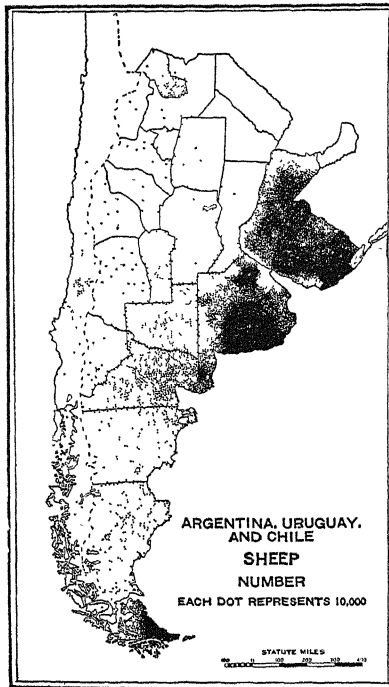 ARGENTINA, URUGUAY,
AND CHILE
SHEEP
NUMBER
EACH DOT REPRESENTS 10,000
STATUTE MILES